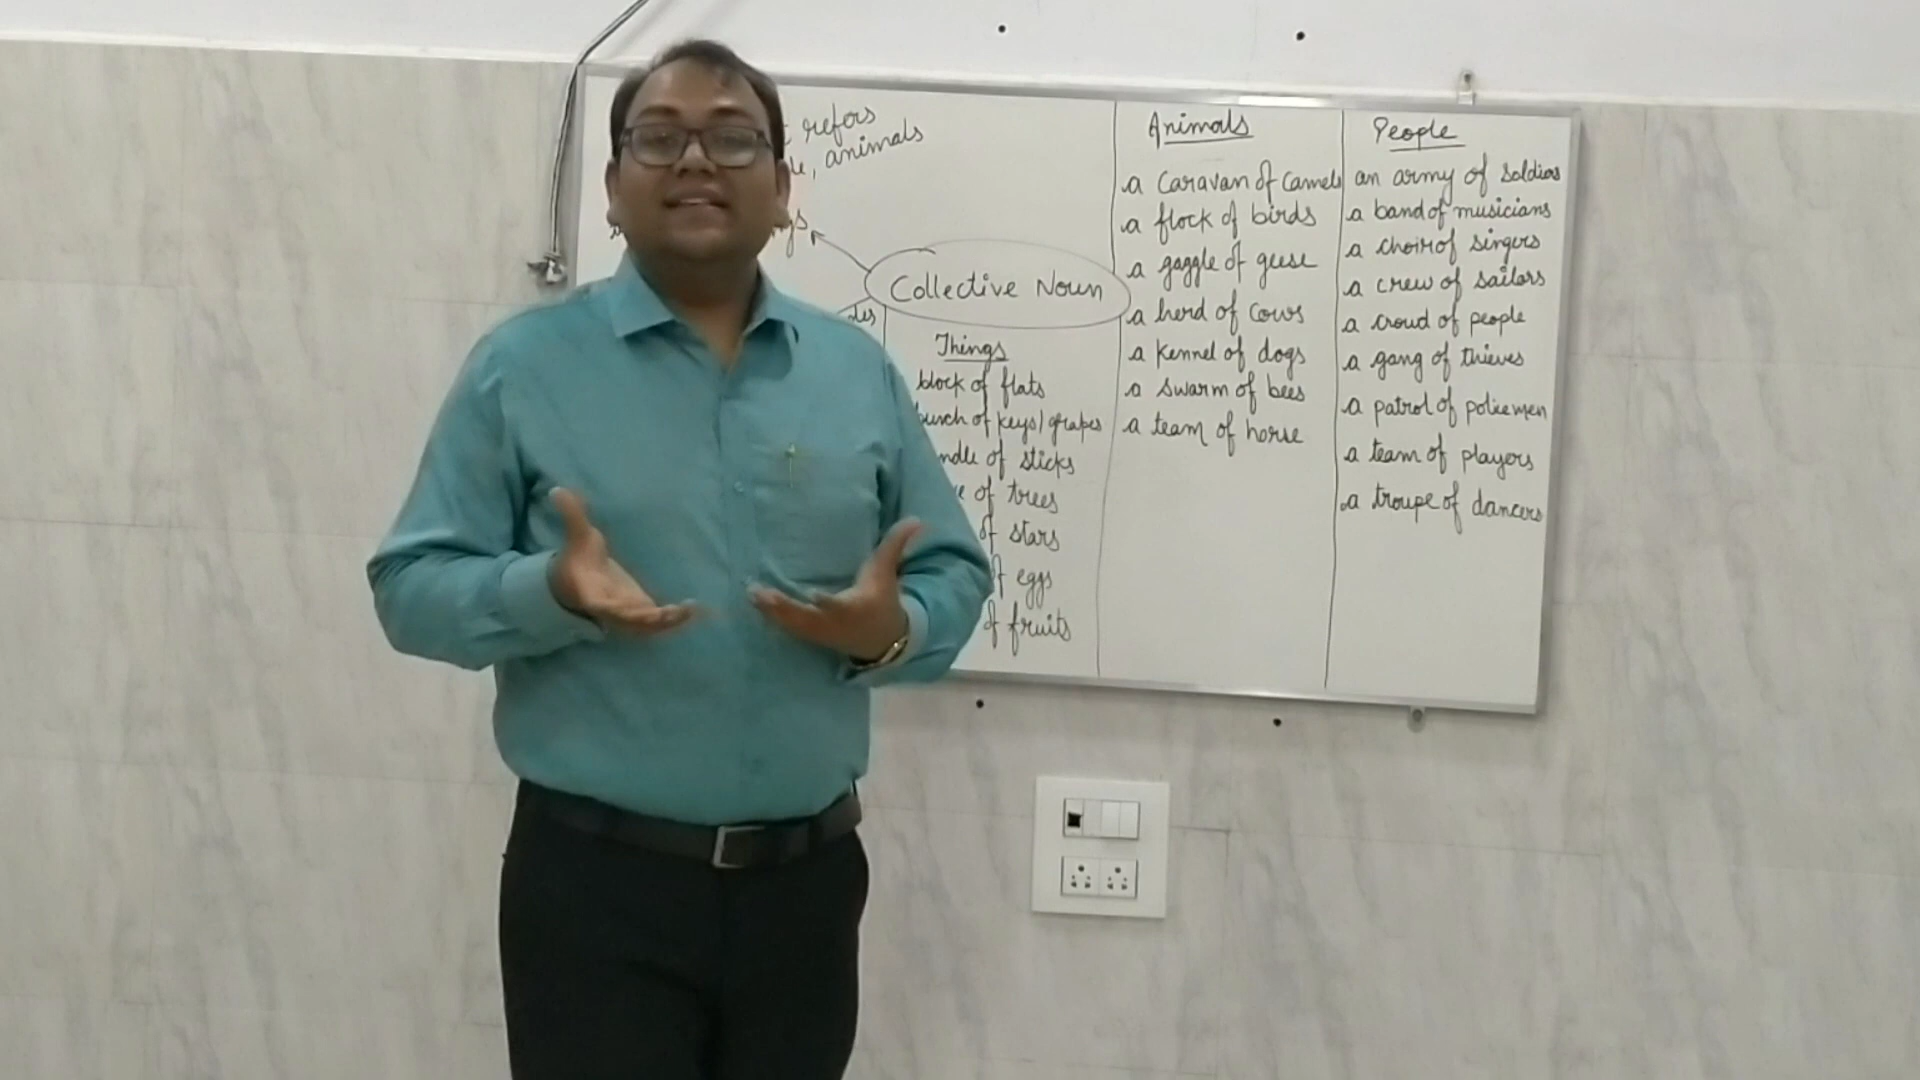 refers
animals
Collective Noun
Things
block of flats
bunch of keys/grapes
of sticks
of trees
of stars
of eggs
of fruits
Animals
a caravan of camels
a flock of birds
a gaggle of geese
a herd of cows
a kennel of dogs
a swarm of bees
a team of horse
People
an army of soldiers
a band of musicians
a choir of singers
a crew of sailors
a croud of people
a gang of thieves
a patrol of policemen
a team of players
a troupe of dancers